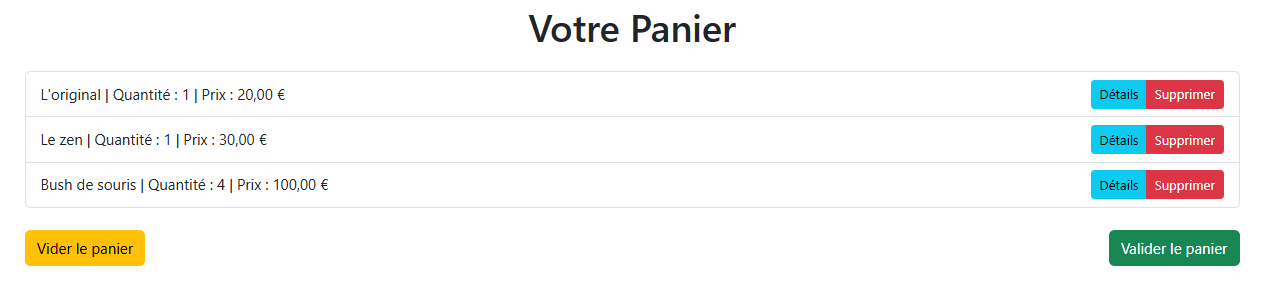 Votre Panier
L'original | Quantité : 1 | Prix : 20,00 € Détails Supprimer
Le zen | Quantité : 1 | Prix : 30,00 € Détails Supprimer
Bush de souris | Quantité : 4 | Prix : 100,00 € Détails Supprimer
Vider le panier Valider le panier